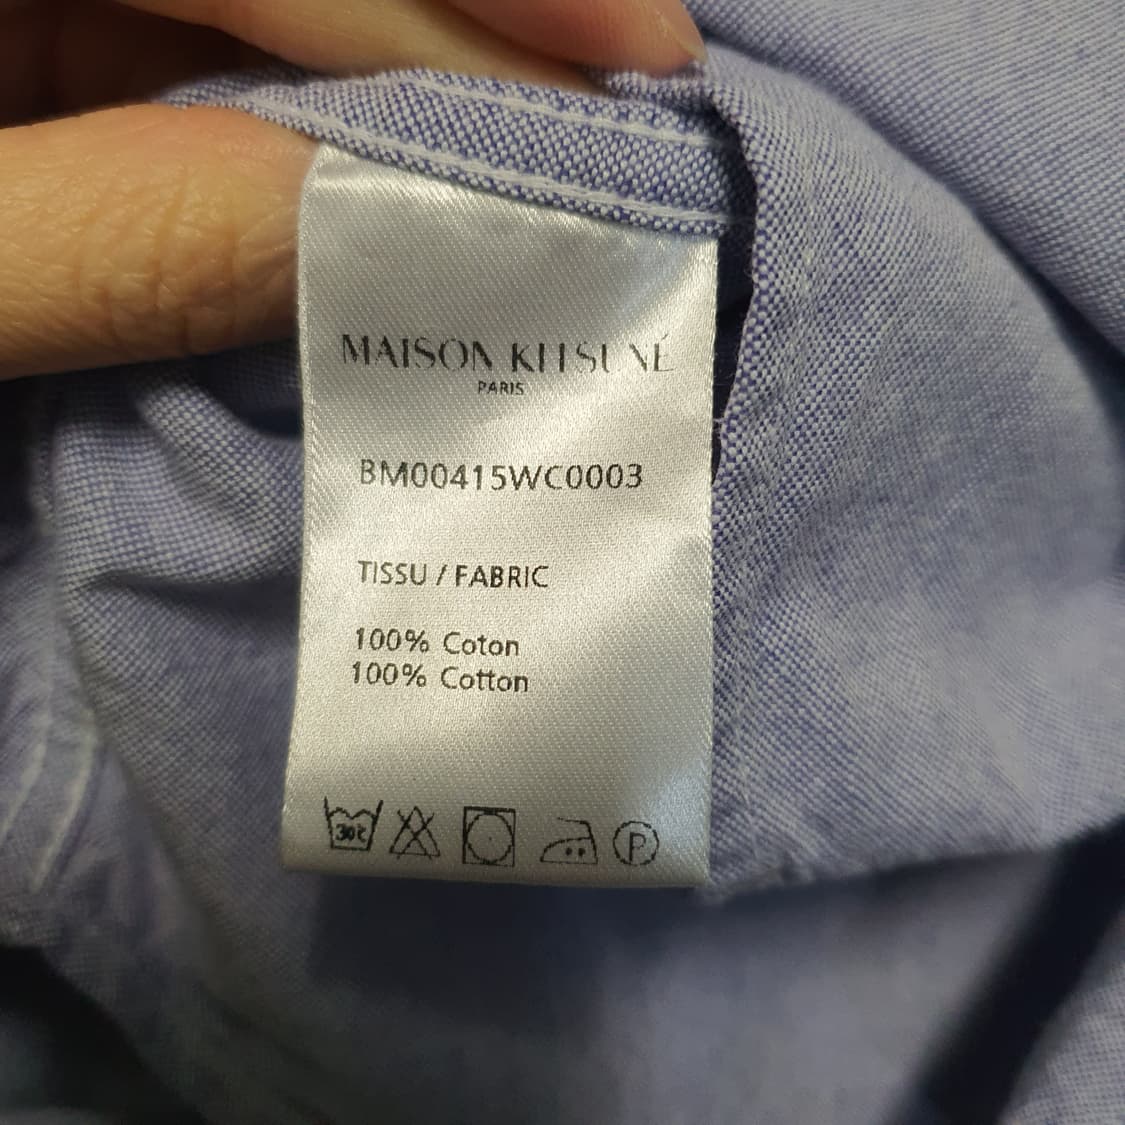 MAISON KITSUNÉ
PARIS
BM00415WC0003
TISSU / FABRIC
100% Coton
100% Cotton
30°C
P